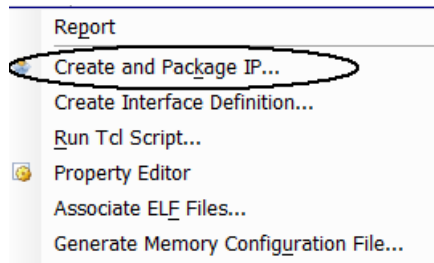 Report
Create and Package IP...
Create Interface Definition...
Run Tcl Script...
Property Editor
Associate ELF Files...
Generate Memory Configuration File...